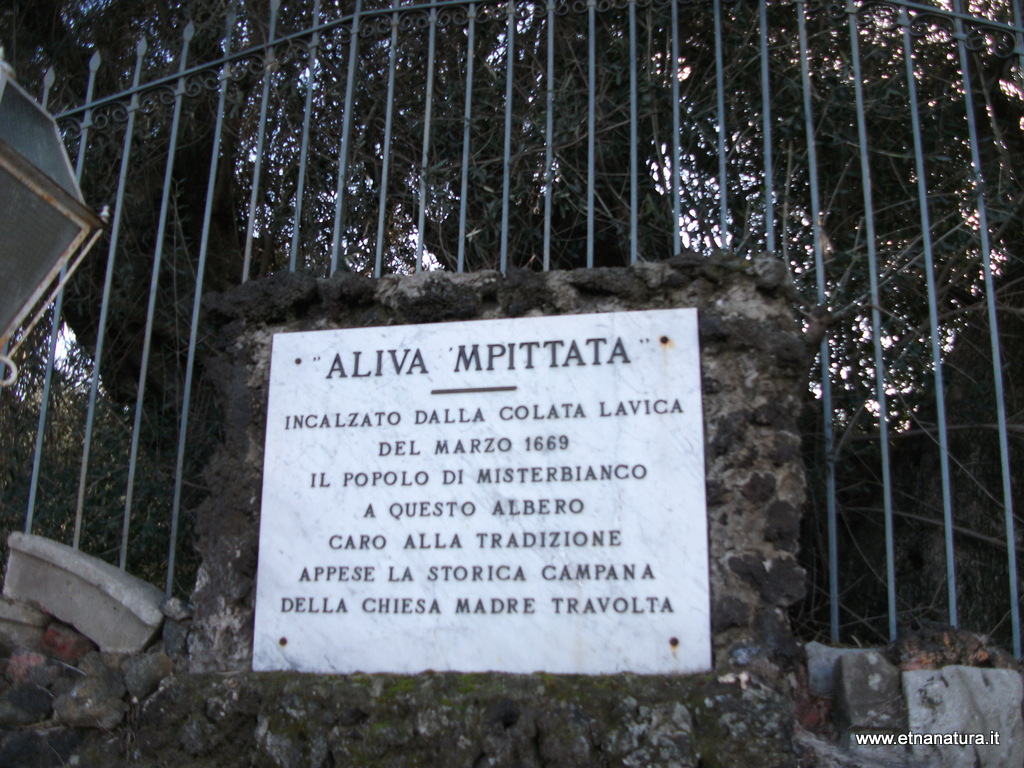 "ALIVA 'MPITTATA"
INCALZATO DALLA COLATA LAVICA
DEL MARZO 1669
IL POPOLO DI MISTERBIANCO
A QUESTO ALBERO
CARO ALLA TRADIZIONE
APPESE LA STORICA CAMPANA
DELLA CHIESA MADRE TRAVOLTA
www.etnanatura.it